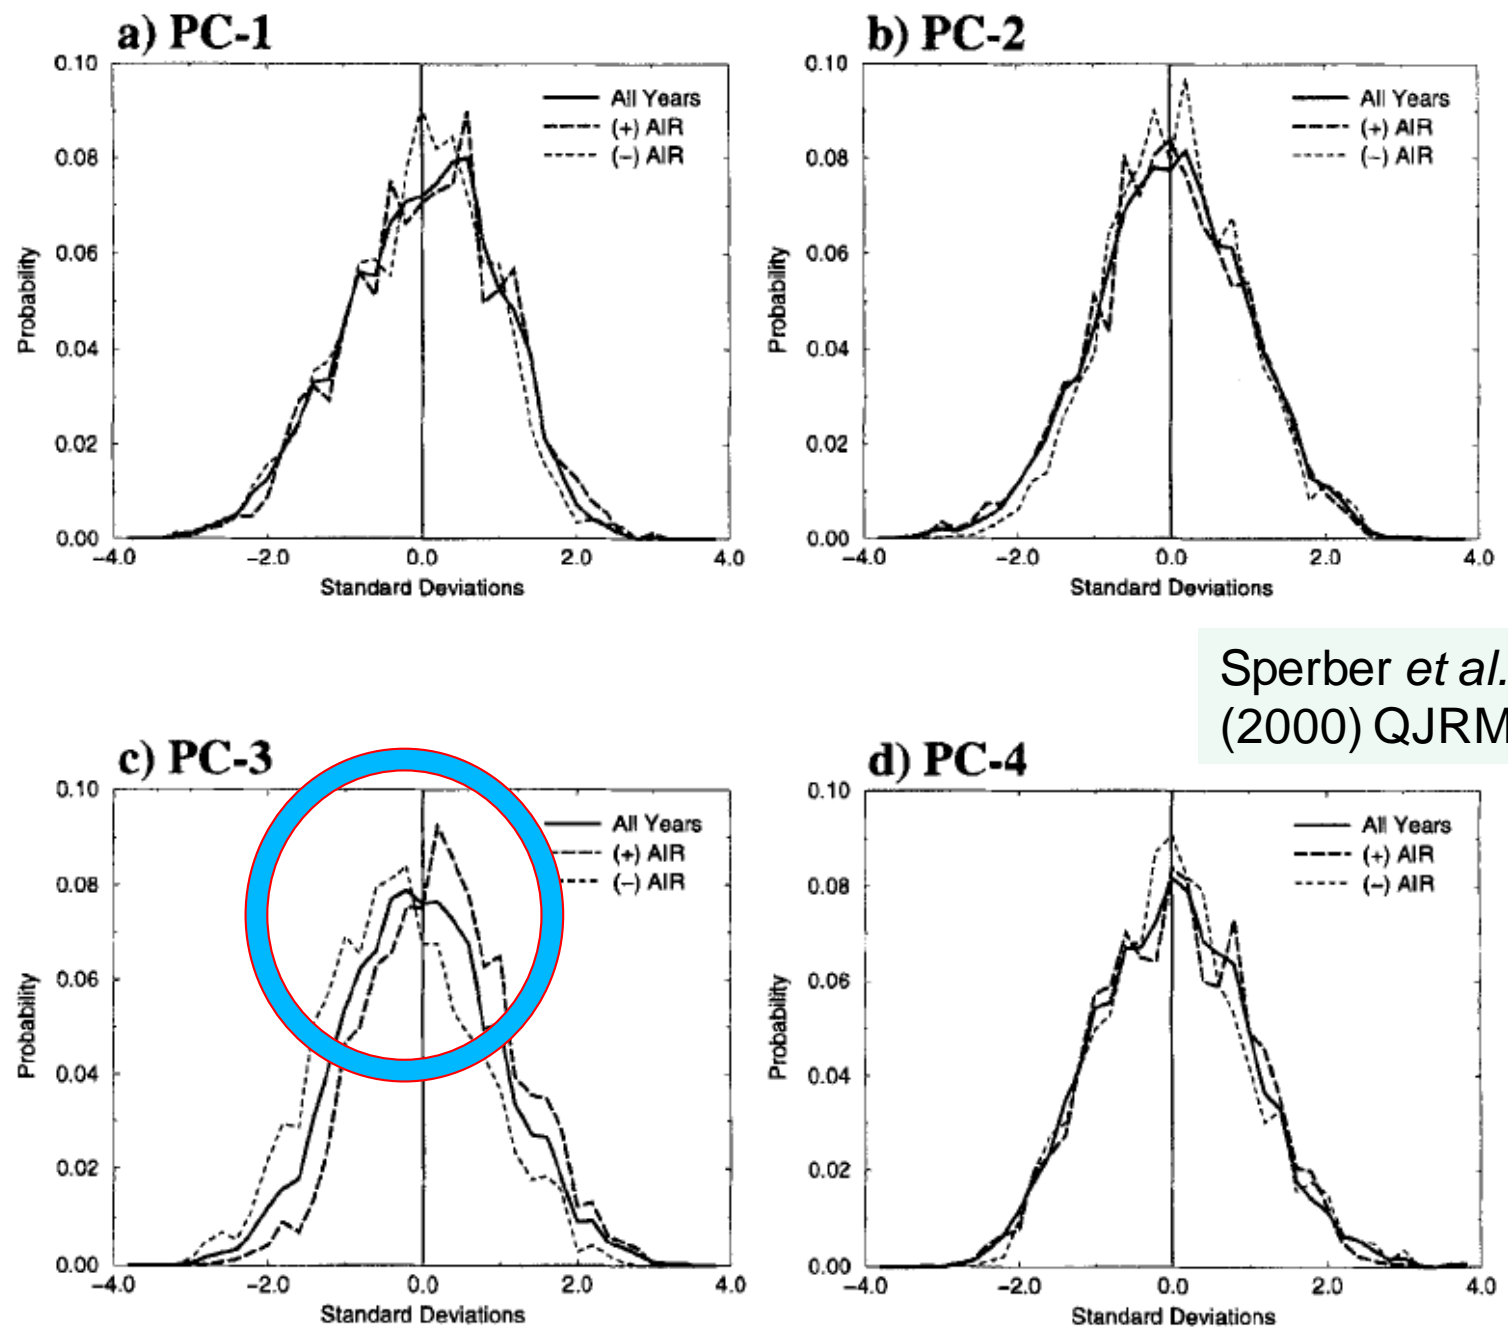 a) PC-1
0.10
0.08
0.06
0.04
0.02
0.00
Probability
All Years
(+) AIR
(−) AIR
−4.0 −2.0 0.0 2.0 4.0
Standard Deviations
b) PC-2
0.10
0.08
0.06
0.04
0.02
0.00
Probability
All Years
(+) AIR
(−) AIR
−4.0 −2.0 0.0 2.0 4.0
Standard Deviations
Sperber et al.
(2000) QJRM
c) PC-3
0.10
0.08
0.06
0.04
0.02
0.00
Probability
All Years
(+) AIR
(−) AIR
−4.0 −2.0 0.0 2.0 4.0
Standard Deviations
d) PC-4
0.10
0.08
0.06
0.04
0.02
0.00
Probability
All Years
(+) AIR
(−) AIR
−4.0 −2.0 0.0 2.0 4.0
Standard Deviations